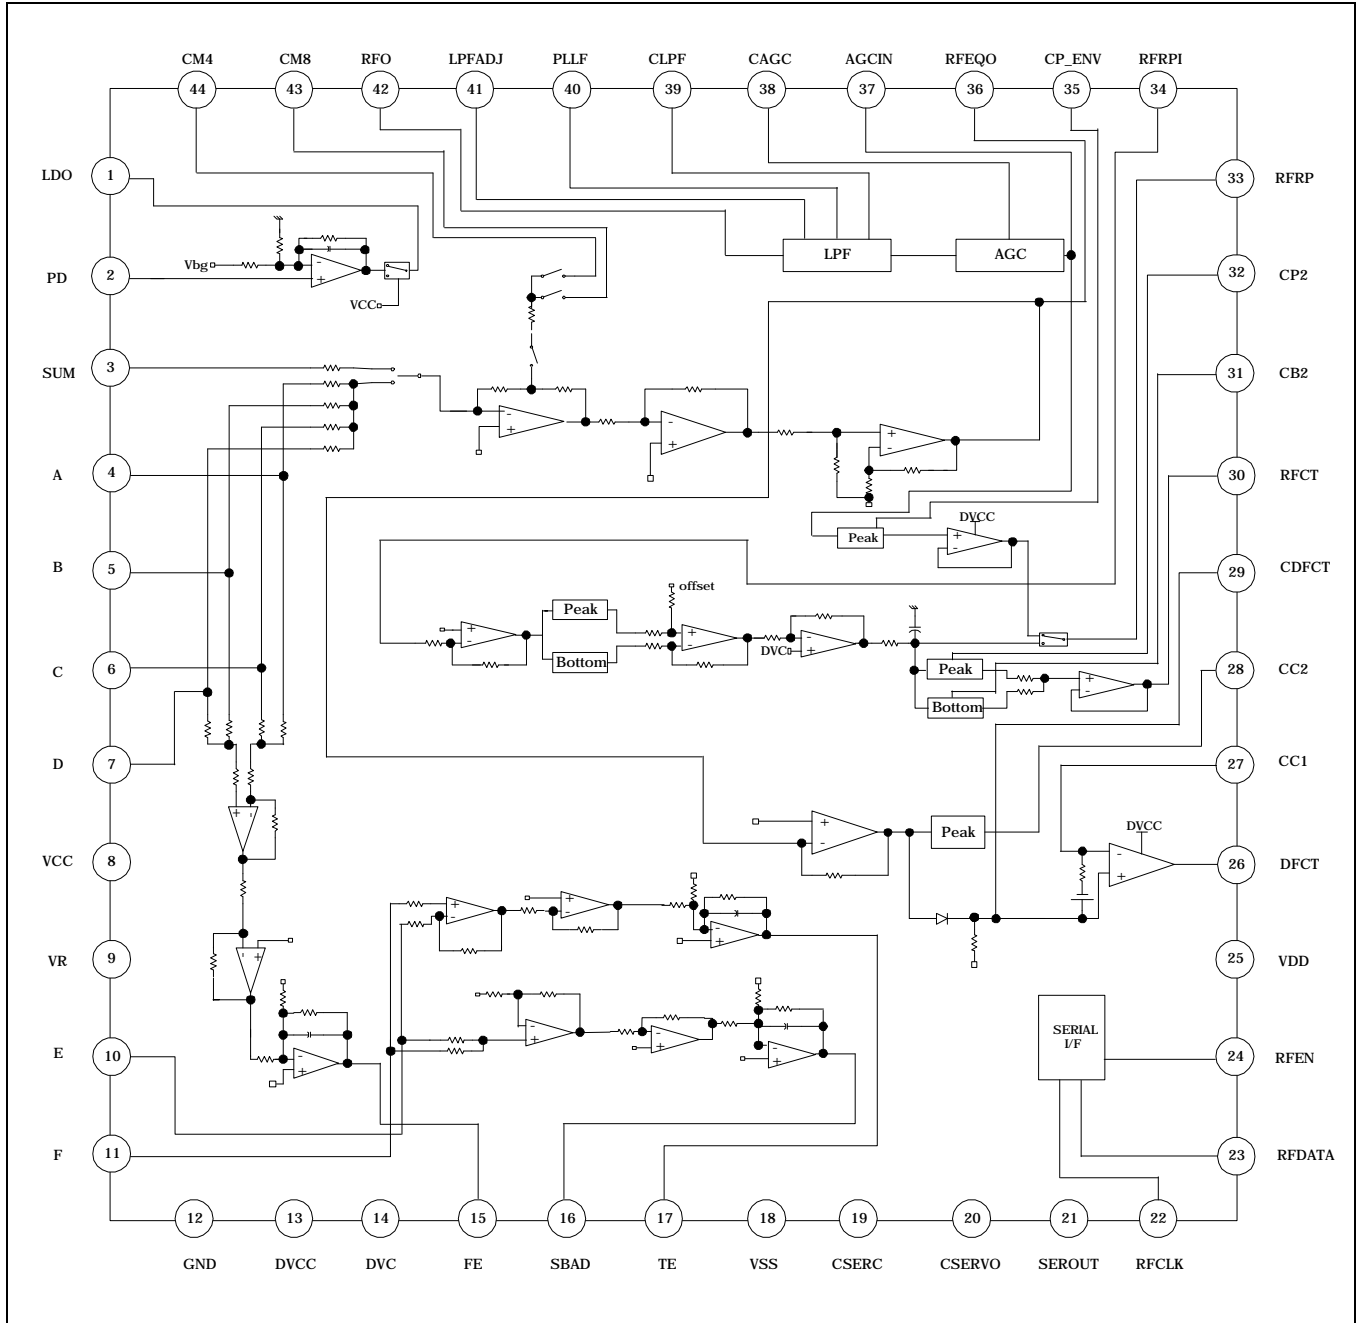 CM4 CM8 RFO LPFADJ PLLF CLPF CAGC AGCIN RFEQO CP_ENV RFRPI
44 43 42 41 40 39 38 37 36 35 34
LDO 1
33 RFRP
LPF AGC
Vbg - +
PD 2
32 CP2
VCC
SUM 3
31 CB2
- + - + + -
A 4
30 RFCT
DVCC
Peak + -
B 5
29 CDFCT
offset
Peak
+ - + - - +
DVC
Bottom
C 6
Peak + -
28 CC2
Bottom
D 7
27 CC1
+ -
+ - Peak
DVCC
VCC 8
- +
26 DFCT
+ - + -
VR 9
- + - +
25 VDD
SERIAL
I/F
- + - + - +
E 10
24 RFEN
- +
F 11
23 RFDATA
12 13 14 15 16 17 18 19 20 21 22
GND DVCC DVC FE SBAD TE VSS CSERC CSERVO SEROUT RFCLK